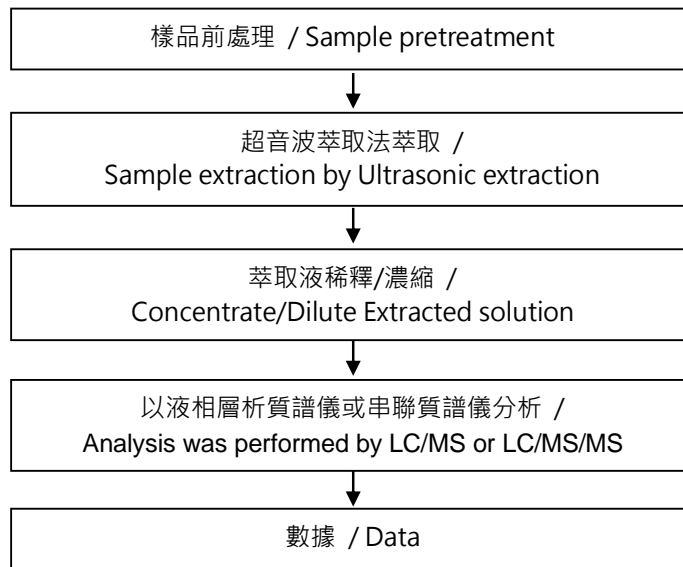 樣品前處理 / Sample pretreatment
超音波萃取法萃取 /
Sample extraction by Ultrasonic extraction
萃取液稀釋/濃縮 /
Concentrate/Dilute Extracted solution
以液相層析質譜儀或串聯質譜儀分析 /
Analysis was performed by LC/MS or LC/MS/MS
數據 / Data